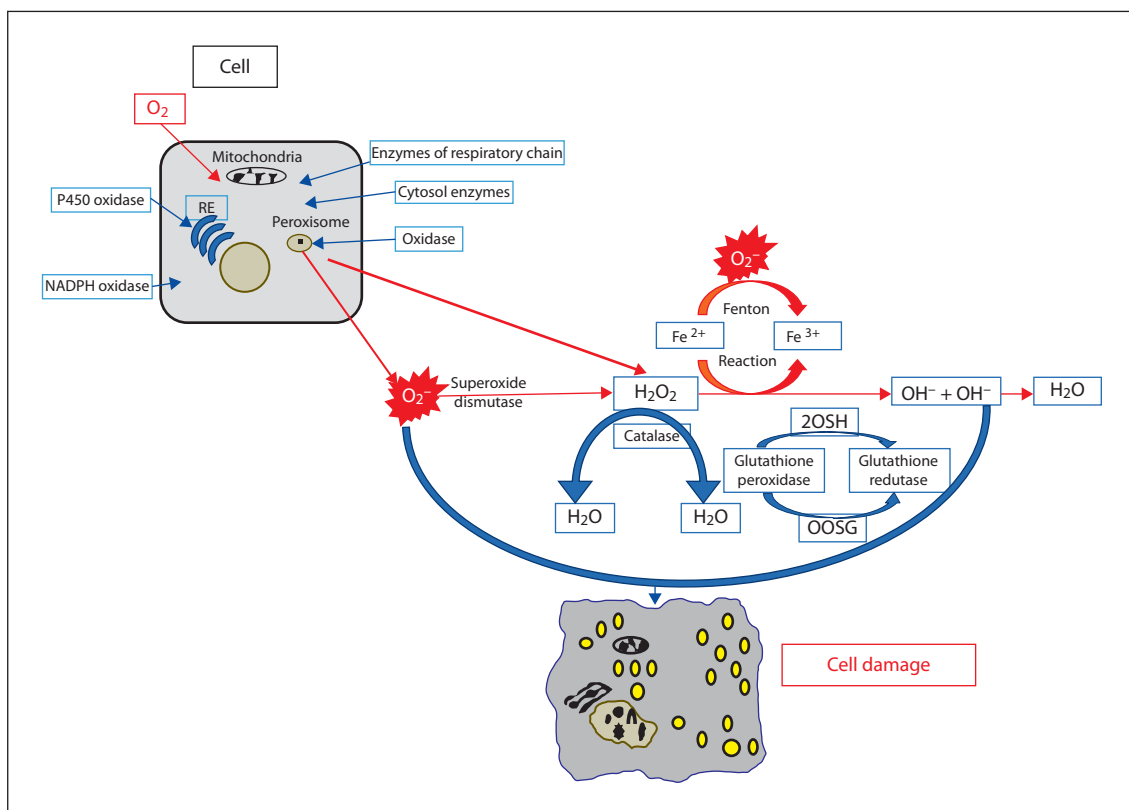 Cell
O₂
Mitochondria
Enzymes of respiratory chain
P450 oxidase
RE
Cytosol enzymes
Peroxisome
Oxidase
NADPH oxidase
O₂⁻
Fenton
Fe ²⁺
Fe ³⁺
Reaction
O₂⁻
Superoxide
dismutase
H₂O₂
OH⁻ + OH⁻
H₂O
Catalase
2OSH
Glutathione
peroxidase
Glutathione
redutase
OOSG
H₂O
H₂O
Cell damage